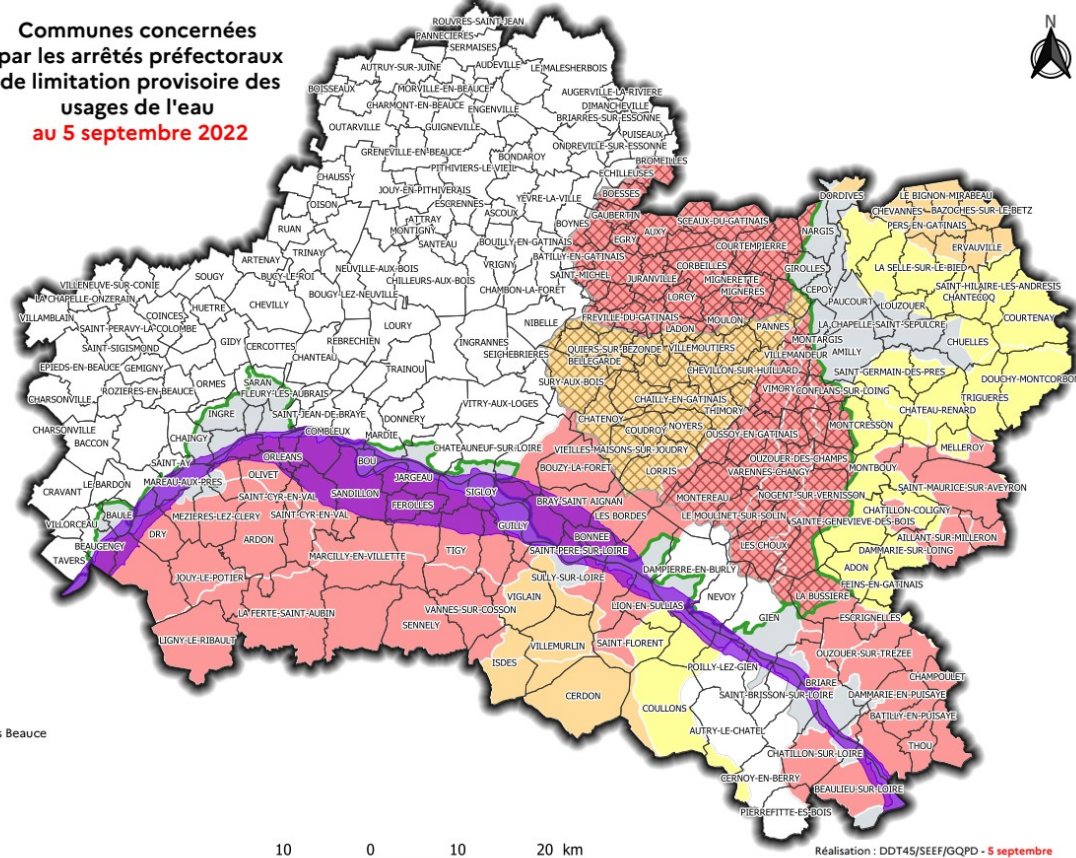 Communes concernées
par les arrêtés préfectoraux
de limitation provisoire des
usages de l'eau
au 5 septembre 2022
N
ROUVRES-SAINT-JEAN
PANNECIERES
SERMAISES
AUTRUY-SUR-JUINE
AUDEVILLE
LE MALESHERBOIS
BOISSEAUX
MORVILLE-EN-BEAUCE
AUGERVILLE-LA-RIVIERE
CHARMONT-EN-BEAUCE
ENGENVILLE
DIMANCHEVILLE
BRIARRES-SUR-ESSONNE
OUTARVILLE
GUIGNEVILLE
PUISEAUX
ONDREVILLE-SUR-ESSONNE
GRENEVILLE-EN-BEAUCE
BONDAROY
BROMEILLES
PITHIVIERS-LE-VIEIL
ECHILLEUSES
CHAUSSY
JOUY-EN-PITHIVERAIS
YEVRE-LA-VILLE
BOESSES
DORDIVES
LE BIGNON-MIRABEAU
OISON
ESCRENNES
ASCOUX
GAUBERTIN
SCEAUX-DU-GATINAIS
CHEVANNES
BAZOCHES-SUR-LE-BETZ
ATTRAY
BOYNES
PERS-EN-GATINAIS
RUAN
MONTIGNY
AUXY
NARGIS
SANTEAU
BOUILLY-EN-GATINAIS
EGRY
COURTEMPIERRE
ERVAUVILLE
TRINAY
BATILLY-EN-GATINAIS
ARTENAY
NEUVILLE-AUX-BOIS
VRIGNY
CORBEILLES
GIROLLES
LA SELLE-SUR-LE-BIED
SOUGY
BUCY-LE-ROI
CHILLEURS-AUX-BOIS
SAINT-MICHEL
JURANVILLE
MIGNERETTE
VILLENEUVE-SUR-CONIE
CHAMBON-LA-FORET
MIGNERES
CEPOY
SAINT-HILAIRE-LES-ANDRESIS
LA CHAPELLE-ONZERAIN
HUETRE
CHEVILLY
BOUGY-LEZ-NEUVILLE
LORCY
PAUCOURT
LOUZOUER
CHANTECOQ
VILLAMBLAIN
COINCES
FREVILLE-DU-GATINAIS
MOULON
COURTENAY
SAINT-PERAVY-LA-COLOMBE
LOURY
NIBELLE
LADON
PANNES
LA CHAPELLE-SAINT-SEPULCRE
SAINT-SIGISMOND
GIDY
CERCOTTES
REBRECHIEN
INGRANNES
MONTARGIS
CHUELLES
QUIERS-SUR-BEZONDE
VILLEMOUTIERS
VILLEMANDEUR
AMILLY
EPIEDS-EN-BEAUCE
GEMIGNY
CHANTEAU
SEICHEBRIERES
BELLEGARDE
CHEVILLON-SUR-HUILLARD
SAINT-GERMAIN-DES-PRES
TRAINOU
CHARSONVILLE
ROZIERES-EN-BEAUCE
ORMES
SARAN
SURY-AUX-BOIS
VIMORY
CONFLANS-SUR-LOING
DOUCHY-MONTCORBON
FLEURY-LES-AUBRAIS
CHAILLY-EN-GATINAIS
TRIGUERES
INGRE
SAINT-JEAN-DE-BRAYE
VITRY-AUX-LOGES
THIMORY
CHATEAU-RENARD
CHARSONVILLE
DONNERY
CHATENOY
NOYERS
MONTCRESSON
BACCON
CHAINGY
COMBLEUX
MARDIE
COUDROY
OUSSOY-EN-GATINAIS
CHATEAUNEUF-SUR-LOIRE
VIEILLES-MAISONS-SUR-JOUDRY
MELLEROY
SAINT-AY
ORLEANS
BOU
OUZOUER-DES-CHAMPS
MONTBOUY
LE BARDON
MAREAU-AUX-PRES
OLIVET
JARGEAU
BOUZY-LA-FORET
LORRIS
VARENNES-CHANGY
CRAVANT
SANDILLON
SIGLOY
SAINT-MAURICE-SUR-AVEYRON
SAINT-CYR-EN-VAL
FEROLLES
BRAY-SAINT AIGNAN
MONTEREAU
NOGENT-SUR-VERNISSON
CHATILLON-COLIGNY
BAULE
MEZIERES-LEZ-CLERY
SAINT-CYR-EN-VAL
LES BORDES
LE MOULINET-SUR-SOLIN
SAINTE-GENEVIEVE-DES-BOIS
VILLORCEAU
GUILLY
DRY
BONNEE
AILLANT-SUR-MILLERON
BEAUGENCY
ARDON
TIGY
SAINT-PERE-SUR-LOIRE
LES CHOUX
DAMMARIE-SUR-LOING
TAVERS
MARCILLY-EN-VILLETTE
DAMPIERRE-EN-BURLY
ADON
JOUY-LE-POTIER
SULLY-SUR-LOIRE
FEINS-EN-GATINAIS
VIGLAIN
NEVOY
LA BUSSIERE
LA FERTE-SAINT-AUBIN
VANNES-SUR-COSSON
LION-EN-SULLIAS
GIEN
ESCRIGNELLES
SENNELY
LIGNY-LE-RIBAULT
VILLEMURLIN
SAINT-FLORENT
OUZOUER-SUR-TREZEE
ISDES
POILLY-LEZ-GIEN
CHAMPOULET
BRIARE
CERDON
SAINT-BRISSON-SUR-LOIRE
DAMMARIE-EN-PUISAYE
COULLONS
BATILLY-EN-PUISAYE
AUTRY-LE-CHATEL
s Beauce
THOU
CHATILLON-SUR-LOIRE
CERNOY-EN-BERRY
BEAULIEU-SUR-LOIRE
PIERREFITTE-ES-BOIS
10 0 10 20 km
Réalisation : DDT45/SEEF/GQPD - 5 septembre